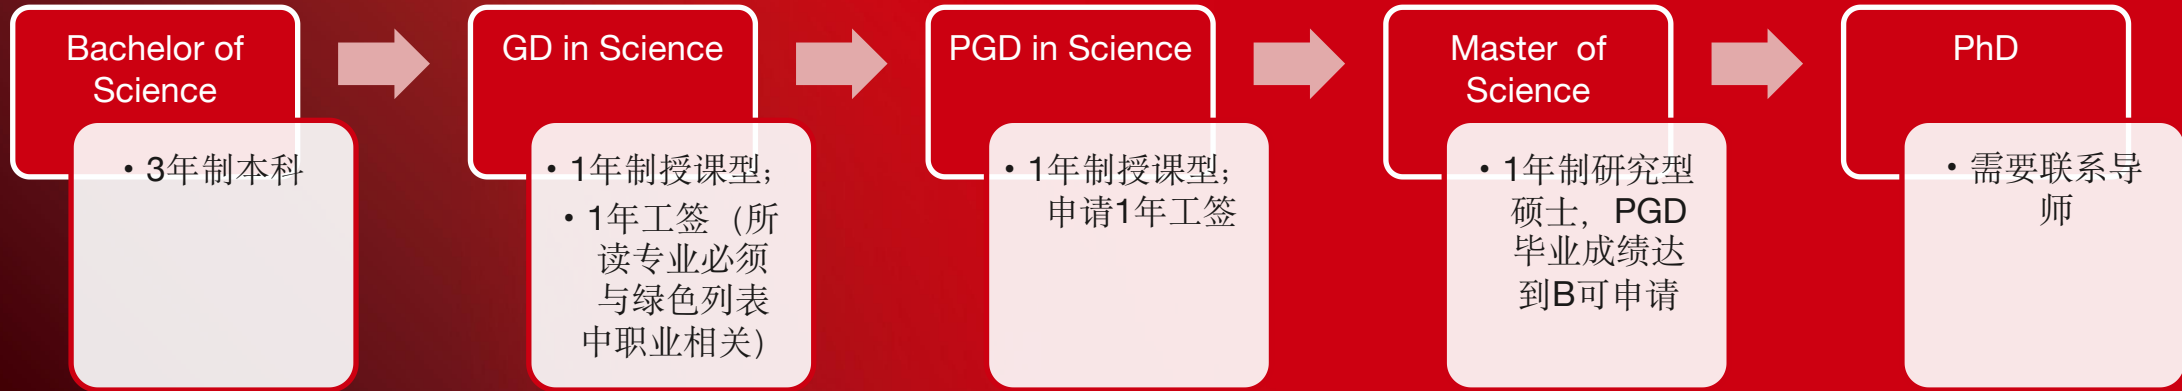 Bachelor of
Science
• 3年制本科
GD in Science
• 1年制授课型；
• 1年工签（所
读专业必须
与绿色列表
中职业相关）
PGD in Science
• 1年制授课型；
申请1年工签
Master of
Science
• 1年制研究型
硕士，PGD
毕业成绩达
到B可申请
PhD
• 需要联系导
师